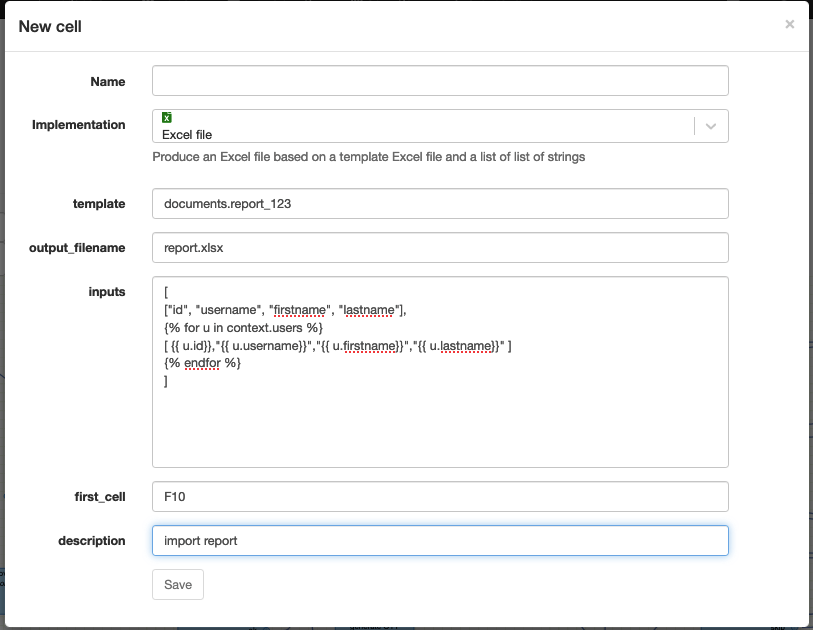 New cell
×
Name
Implementation
Excel file
Produce an Excel file based on a template Excel file and a list of list of strings
template
documents.report_123
output_filename
report.xlsx
inputs
[
["id", "username", "firstname", "lastname"],
{% for u in context.users %}
[ {{ u.id}},"{{ u.username}}","{{ u.firstname}}","{{ u.lastname}}" ]
{% endfor %}
]
first_cell
F10
description
import report
Save